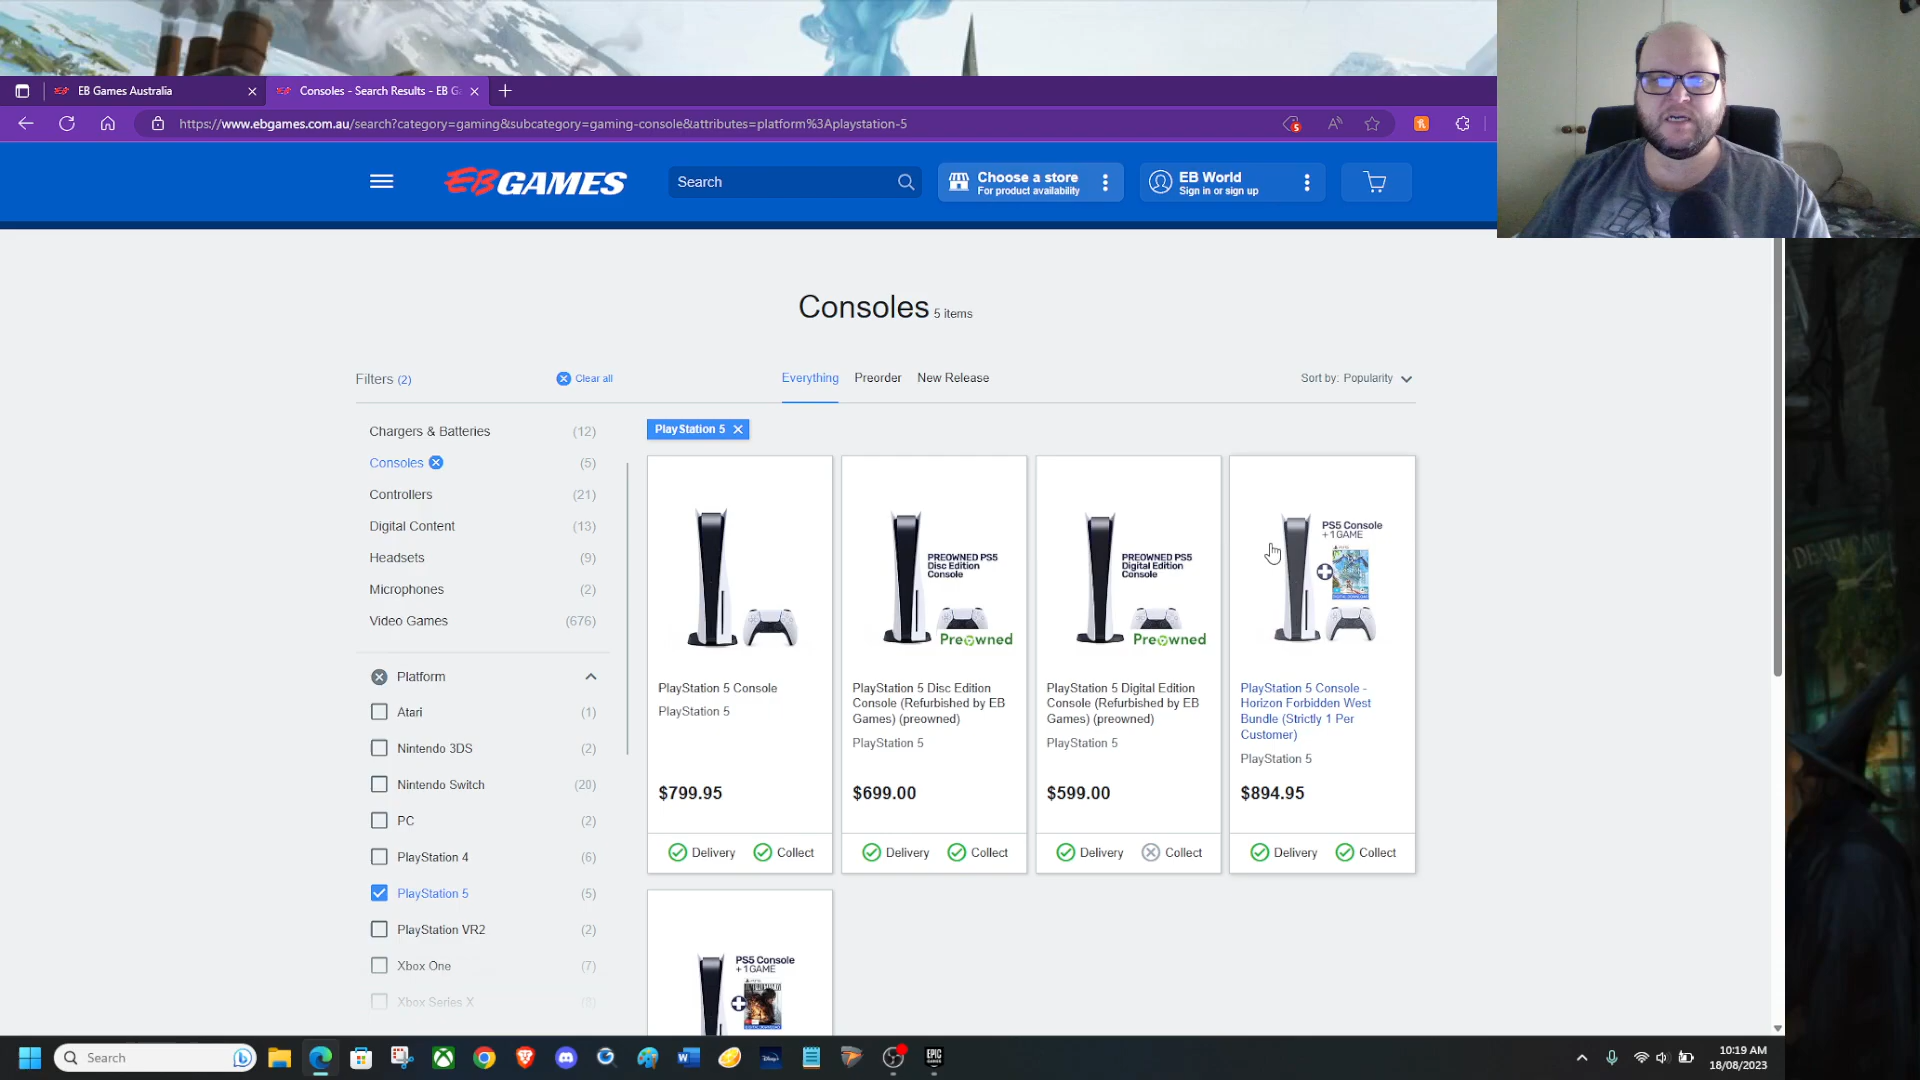 EB Games Australia
Consoles - Search Results - EB G
https://www.ebgames.com.au/search?category=gaming&subcategory=gaming-console&attributes=platform%3Aplaystation-5
EBGAMES
Search
Choose a store
For product availability
EB World
Sign in or sign up
Consoles 5 items
Filters (2)
Clear all
Everything
Preorder
New Release
Sort by: Popularity
Chargers & Batteries (12)
Consoles (5)
Controllers (21)
Digital Content (13)
Headsets (9)
Microphones (2)
Video Games (676)
Platform
Atari (1)
Nintendo 3DS (2)
Nintendo Switch (20)
PC (2)
PlayStation 4 (6)
PlayStation 5 (5)
PlayStation VR2 (2)
Xbox One (7)
Xbox Series X (8)
PlayStation 5
PlayStation 5 Console
PlayStation 5
$799.95
Delivery
Collect
PREOWNED PS5
Disc Edition
Console
Preowned
PlayStation 5 Disc Edition
Console (Refurbished by EB
Games) (preowned)
PlayStation 5
$699.00
Delivery
Collect
PREOWNED PS5
Digital Edition
Console
Preowned
PlayStation 5 Digital Edition
Console (Refurbished by EB
Games) (preowned)
PlayStation 5
$599.00
Delivery
Collect
PS5 Console
+ 1 GAME
PlayStation 5 Console -
Horizon Forbidden West
Bundle (Strictly 1 Per
Customer)
PlayStation 5
$894.95
Delivery
Collect
PS5 Console
+ 1 GAME
Search
EPIC
10:19 AM
18/08/2023